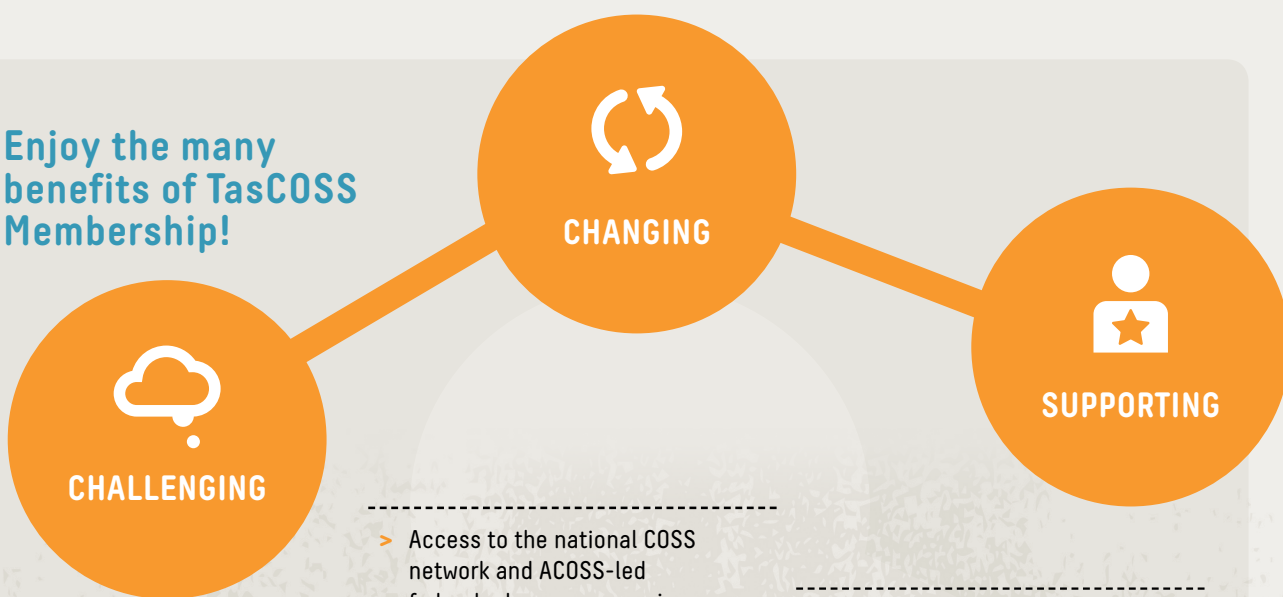 Enjoy the many
benefits of TasCOSS
Membership!
CHANGING
SUPPORTING
CHALLENGING
> Access to the national COSS
network and ACOSS-led